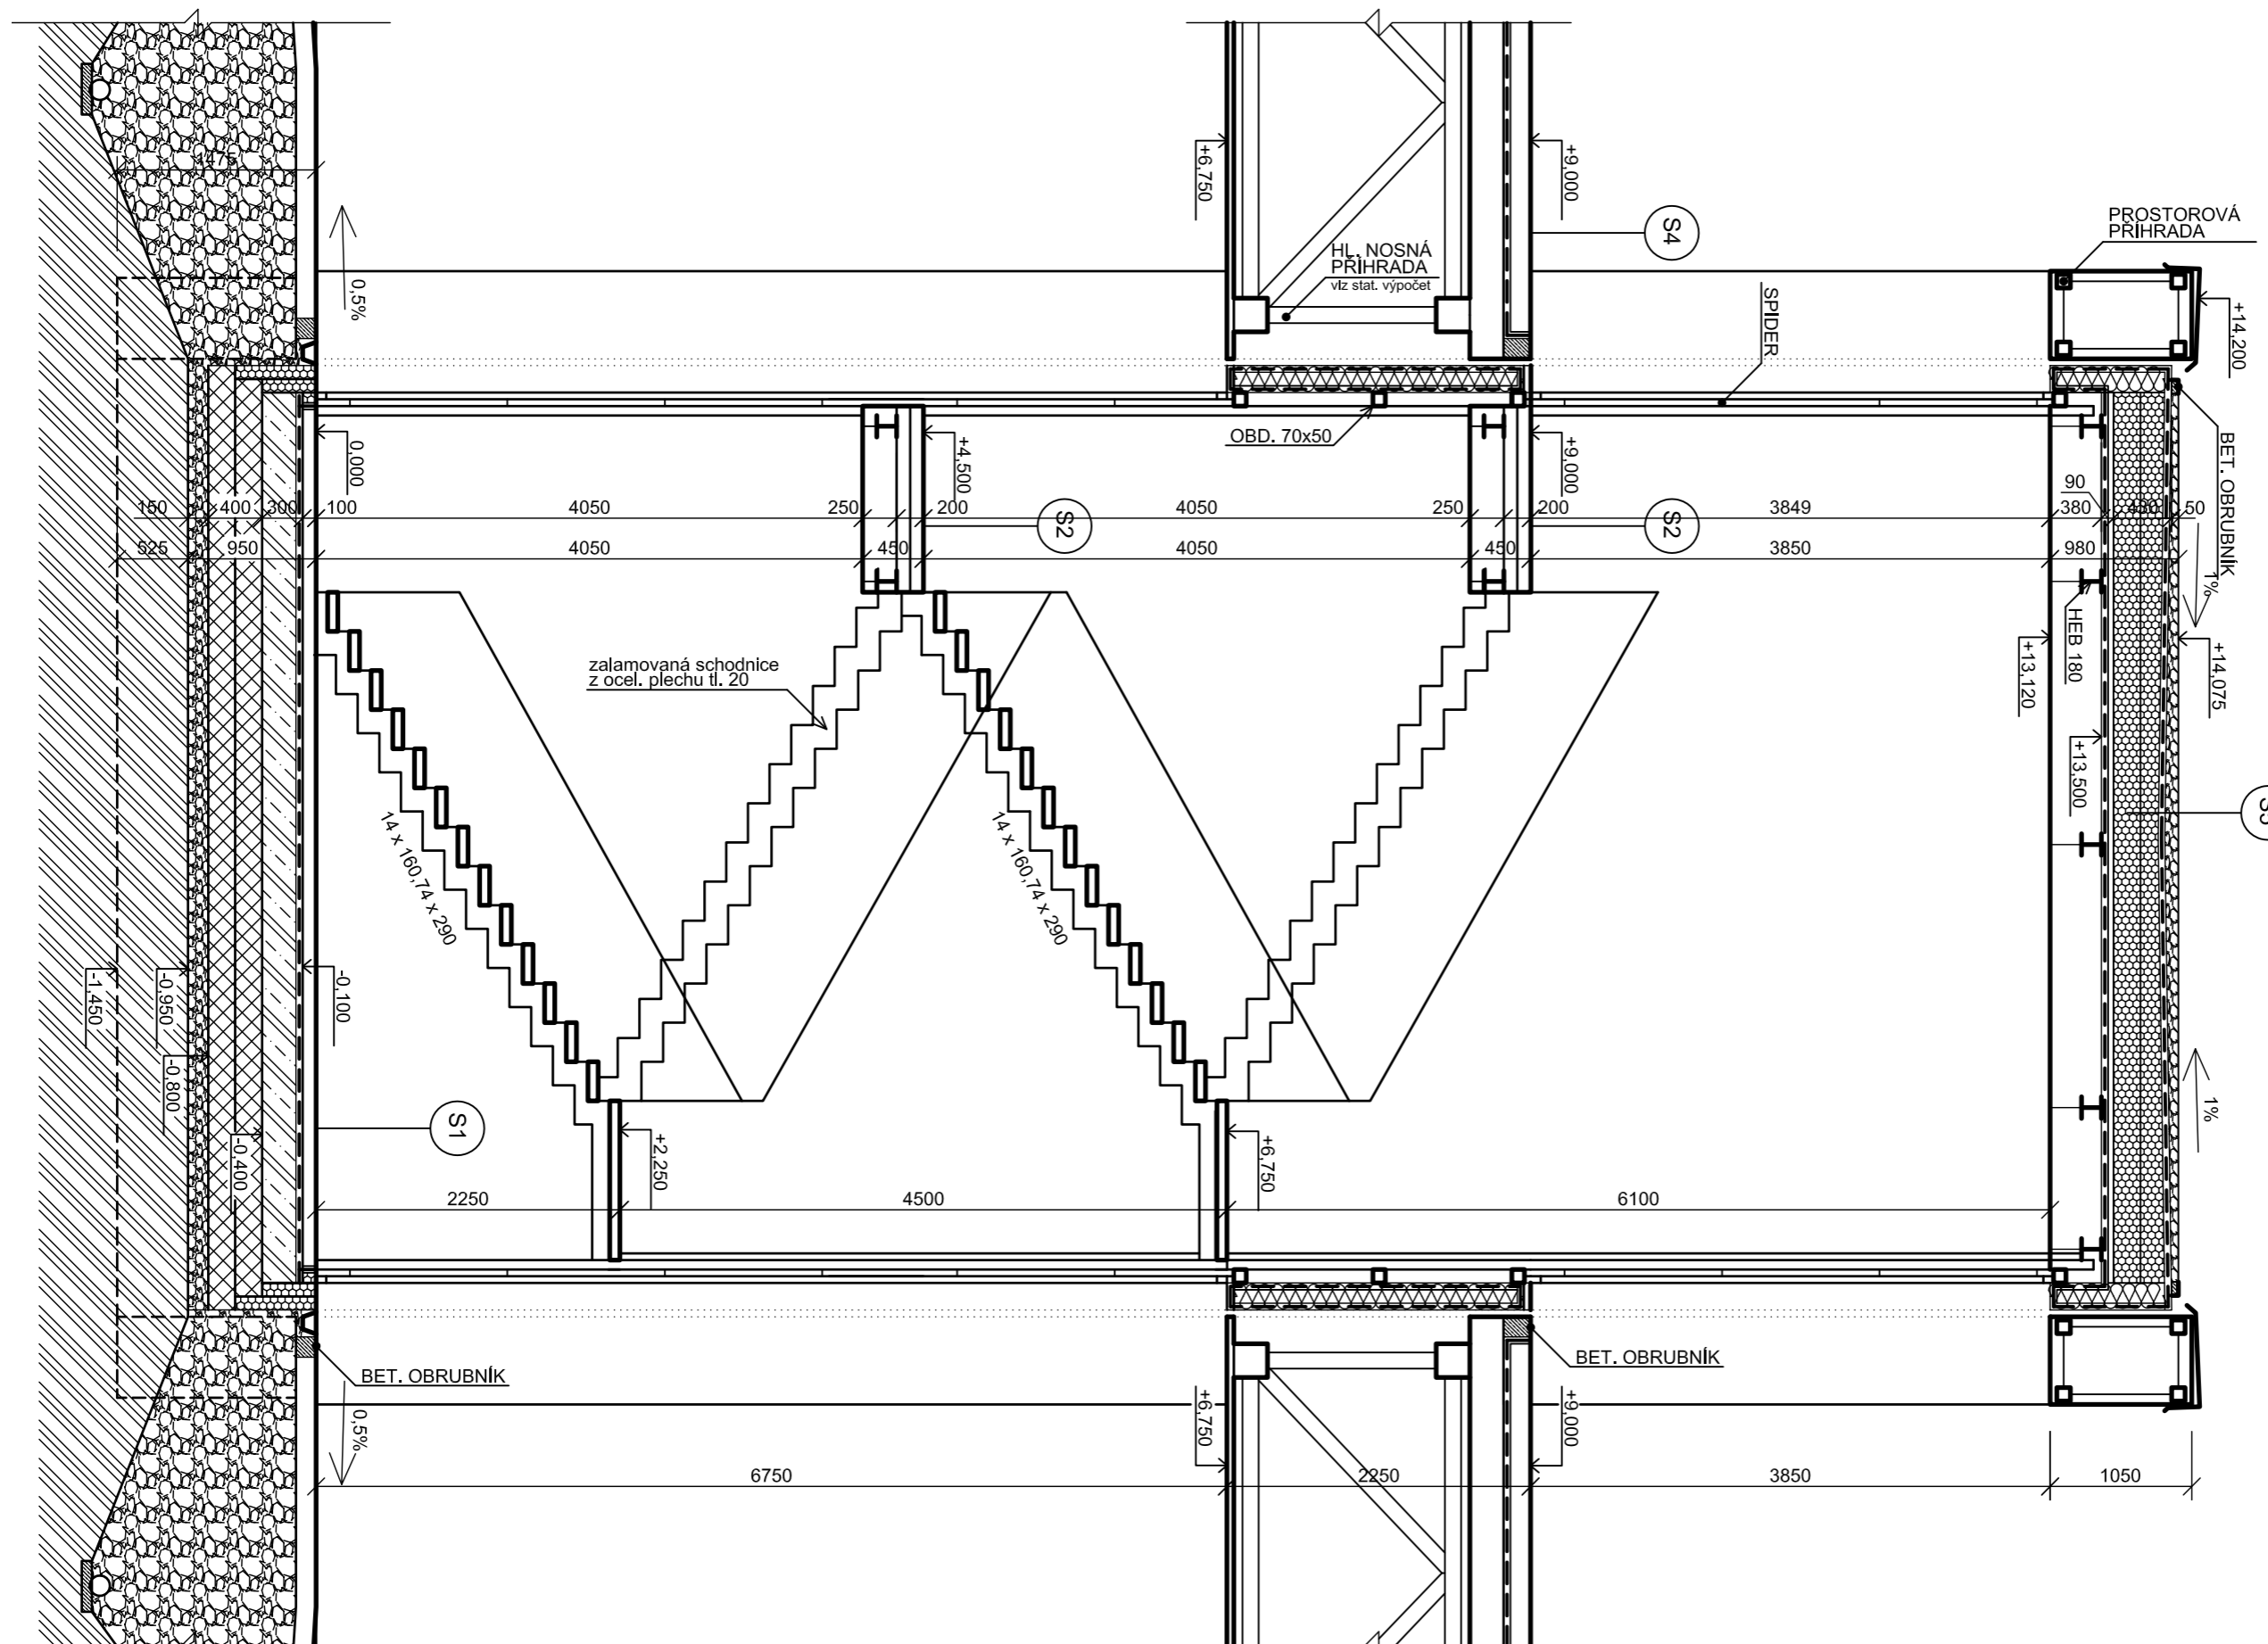 1475
0,5%
+6,750
+9,000
S4
HL. NOSNÁ
PŘÍHRADA
viz stat. výpočet
SPIDER
PROSTOROVÁ
PŘÍHRADA
+14,200
OBD. 70x50
BET. OBRUBNÍK
0,000
+4,500
+9,000
150
400
300
100
4050
250
200
4050
250
200
3849
90
380
430
50
S2
S2
525
950
4050
450
4050
450
3850
980
1%
HEB 180
+13,120
+14,075
+13,500
zalamovaná schodnice
z ocel. plechu tl. 20
14 x 160,74 x 290
14 x 160,74 x 290
-1,450
-0,950
-0,800
-0,400
-0,100
S1
+2,250
+6,750
1%
2250
4500
6100
BET. OBRUBNÍK
BET. OBRUBNÍK
0,5%
+6,750
+9,000
6750
2250
3850
1050